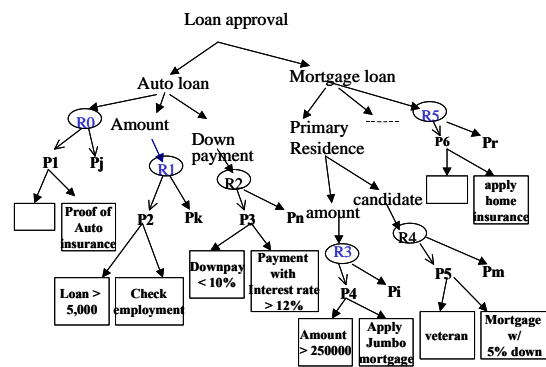 Loan approval
Auto loan
Mortgage loan
R0
Amount
Down
payment
Primary
Residence
-----
R5
P1
Pj
R1
R2
P6
Pr
Proof of
Auto
insurance
P2
Pk
P3
Pn
amount
candidate
apply
home
insurance
R3
R4
Loan >
5,000
Check
employment
Downpay
< 10%
Payment
with
Interest rate
> 12%
P4
Pi
P5
Pm
Amount
> 250000
Apply
Jumbo
mortgage
veteran
Mortgage
w/
5% down